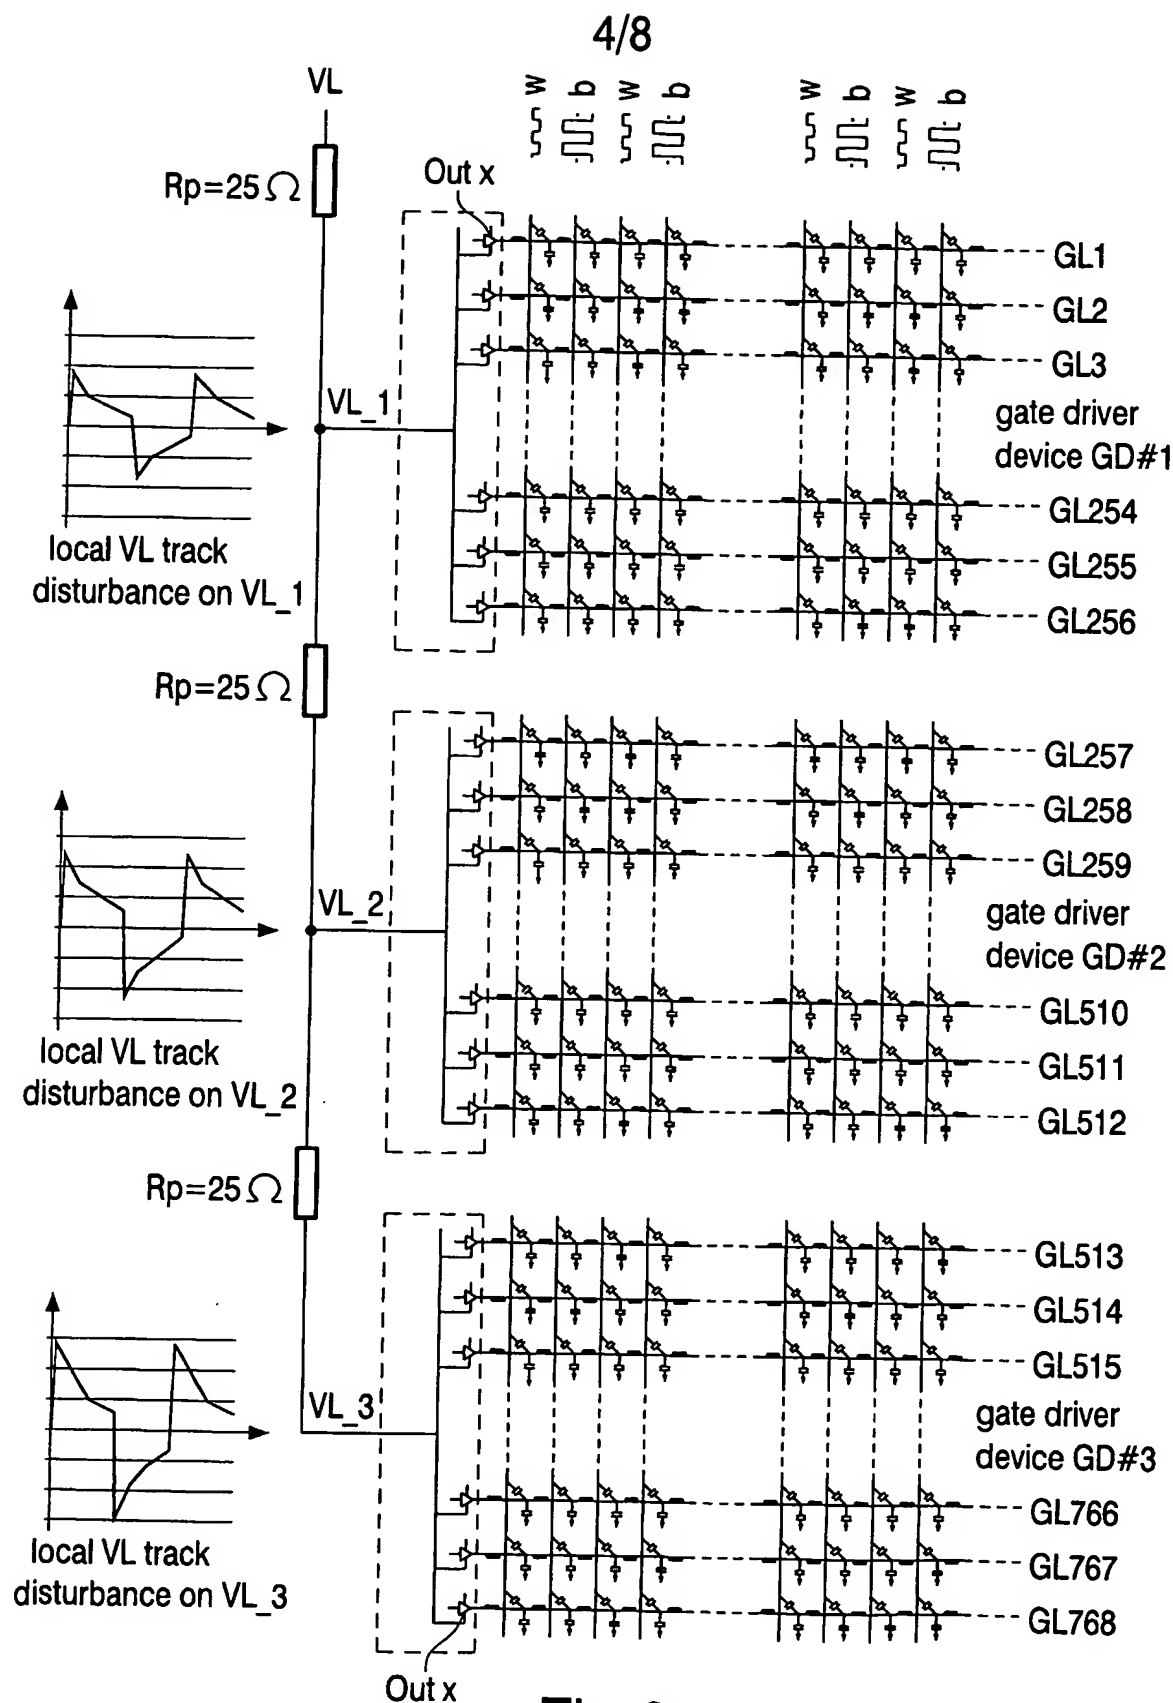 4/8
VL
w b w b w b w b
Rp=25Ω
Out x
GL1
GL2
GL3
VL_1
gate driver
device GD#1
GL254
GL255
GL256
local VL track
disturbance on VL_1
Rp=25Ω
GL257
GL258
GL259
VL_2
gate driver
device GD#2
GL510
GL511
GL512
local VL track
disturbance on VL_2
Rp=25Ω
GL513
GL514
GL515
VL_3
gate driver
device GD#3
GL766
GL767
GL768
local VL track
disturbance on VL_3
Out x